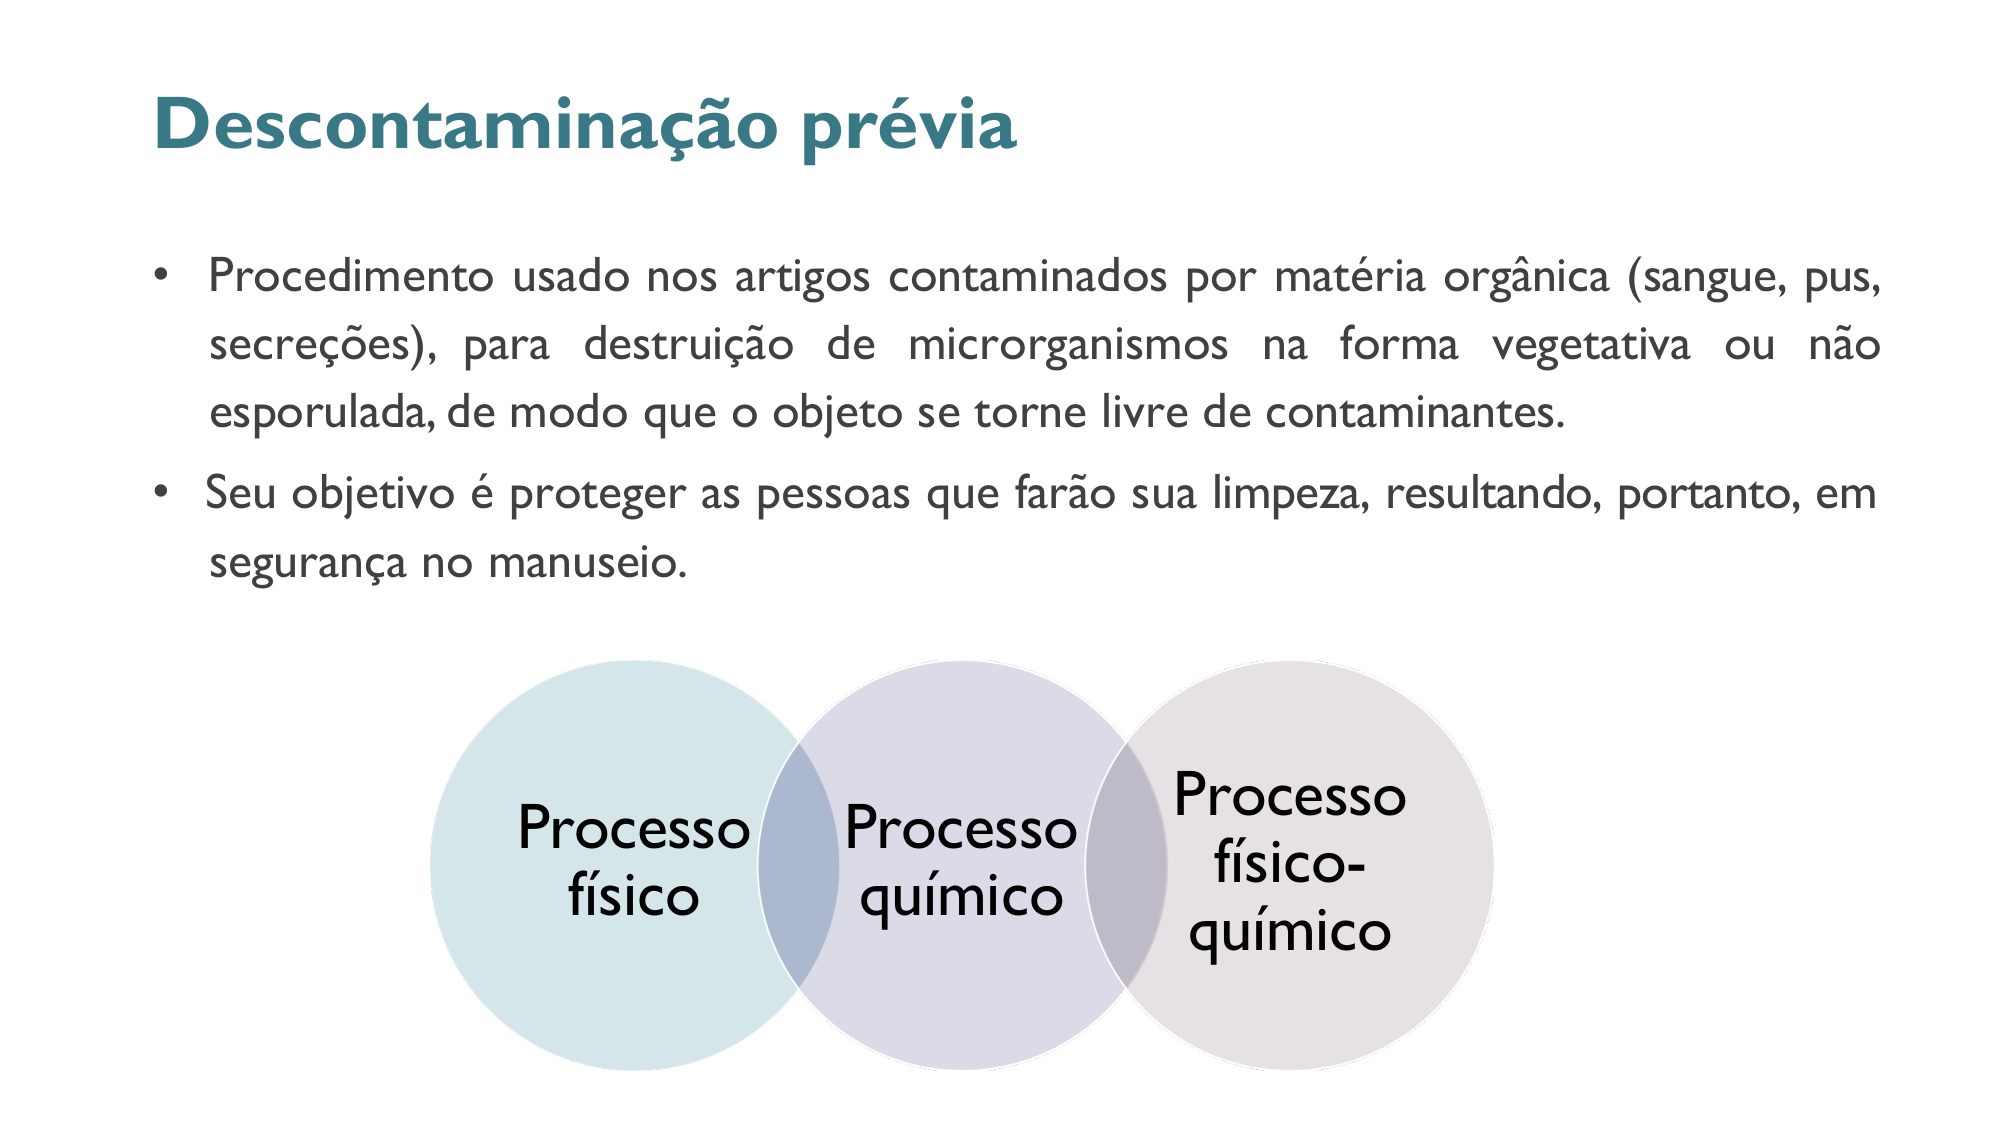 Descontaminação prévia
• Procedimento usado nos artigos contaminados por matéria orgânica (sangue, pus,
secreções), para destruição de microrganismos na forma vegetativa ou não
esporulada, de modo que o objeto se torne livre de contaminantes.
• Seu objetivo é proteger as pessoas que farão sua limpeza, resultando, portanto, em
segurança no manuseio.
Processo
físico
Processo
químico
Processo
físico-
químico